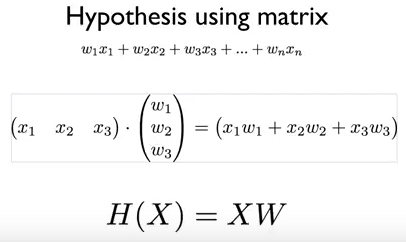 Hypothesis using matrix
w₁x₁ + w₂x₂ + w₃x₃ + ... + wₙxₙ
(x₁ x₂ x₃) · (w₁ w₂ w₃) = (x₁w₁ + x₂w₂ + x₃w₃)
H(X) = XW